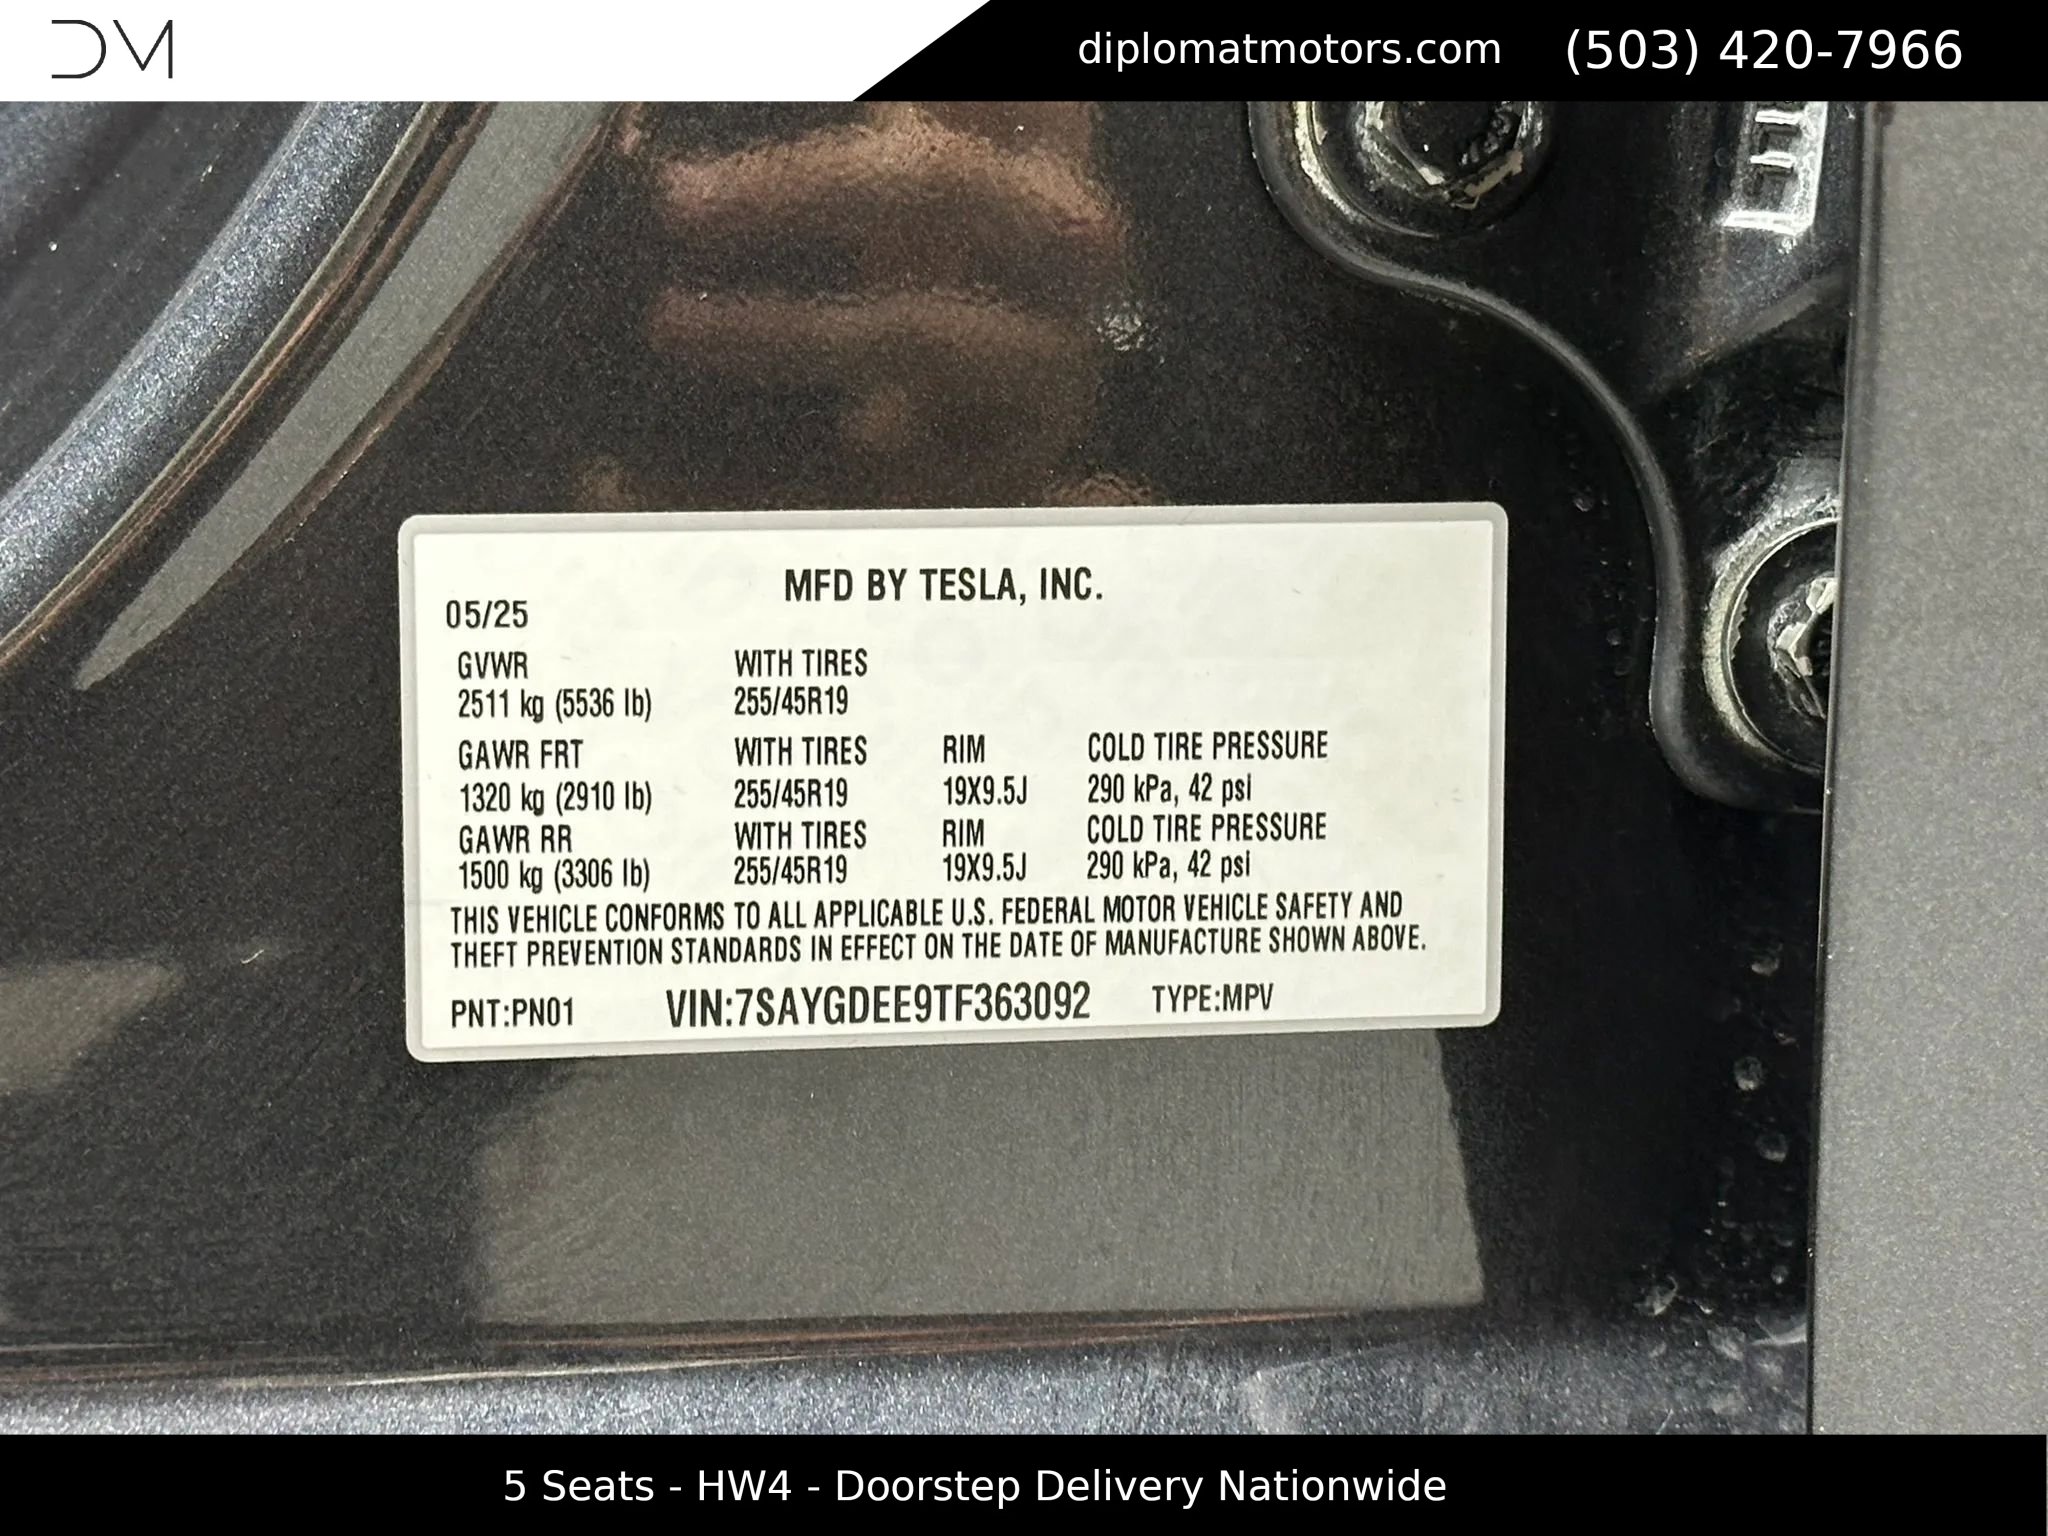 DM
diplomatmotors.com (503) 420-7966
MFD BY TESLA, INC.
05/25
GVWR WITH TIRES
2511 kg (5536 lb) 255/45R19
GAWR FRT WITH TIRES RIM COLD TIRE PRESSURE
1320 kg (2910 lb) 255/45R19 19X9.5J 290 kPa, 42 psi
GAWR RR WITH TIRES RIM COLD TIRE PRESSURE
1500 kg (3306 lb) 255/45R19 19X9.5J 290 kPa, 42 psi
THIS VEHICLE CONFORMS TO ALL APPLICABLE U.S. FEDERAL MOTOR VEHICLE SAFETY AND
THEFT PREVENTION STANDARDS IN EFFECT ON THE DATE OF MANUFACTURE SHOWN ABOVE.
PNT:PN01 VIN:7SAYGDEE9TF363092 TYPE:MPV
5 Seats - HW4 - Doorstep Delivery Nationwide